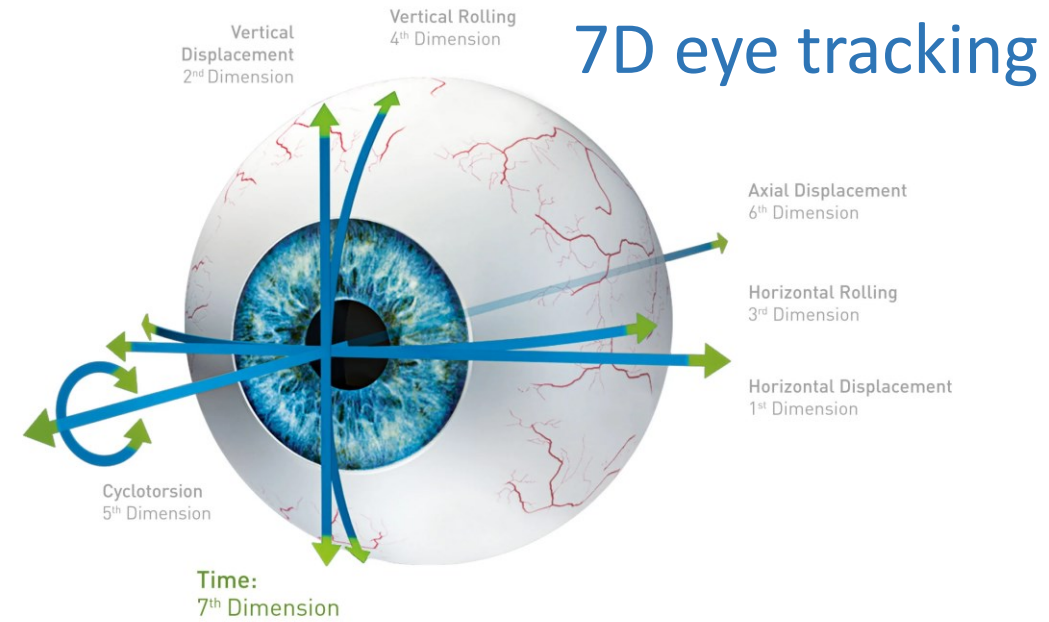 7D eye tracking
Vertical
Displacement
2nd Dimension
Vertical Rolling
4th Dimension
Axial Displacement
6th Dimension
Horizontal Rolling
3rd Dimension
Horizontal Displacement
1st Dimension
Cyclotorsion
5th Dimension
Time:
7th Dimension